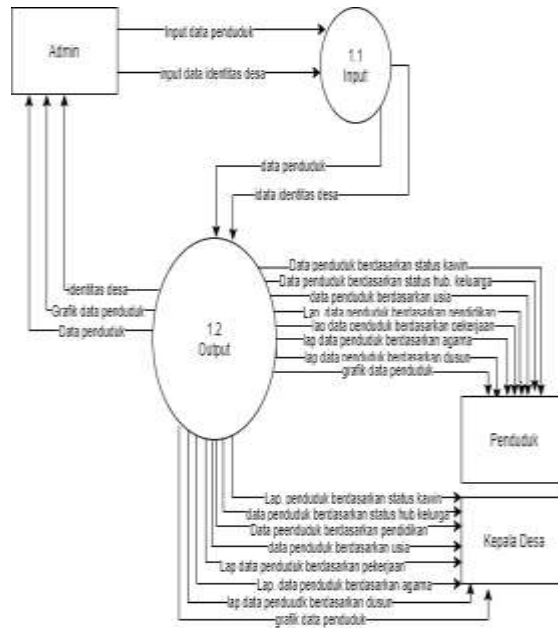 Input data penduduk
Admin
1.1
Input
input data identitas desa
data penduduk
idata identitas desa
Data penduduk berdasarkan status kawin
Data penduduk berdasarkan status hub. keluarga
data penduduk berdasarkan usia
Lap. data penduduk berdasarkan pendidikan
lap data penduduk berdasarkan pekerjaan
lap data penduduk berdasarkan agama
lap data penduduk berdasarkan dusun
grafik data penduduk
identitas desa
Grafik data penduduk
Data penduduk
1.2
Output
Penduduk
Lap. penduduk berdasarkan status kawin
data penduduk berdasarkan status hub kelurga
Data peenduduk berdasarkan pendidikan
data penduduk berdasarkan usia
Lap data penduduk berdasarkan pekerjaan
Lap. data penduduk berdasarkan agama
lap data penduudk berdasarkan dusun
grafik data penduduk
Kepala Desa